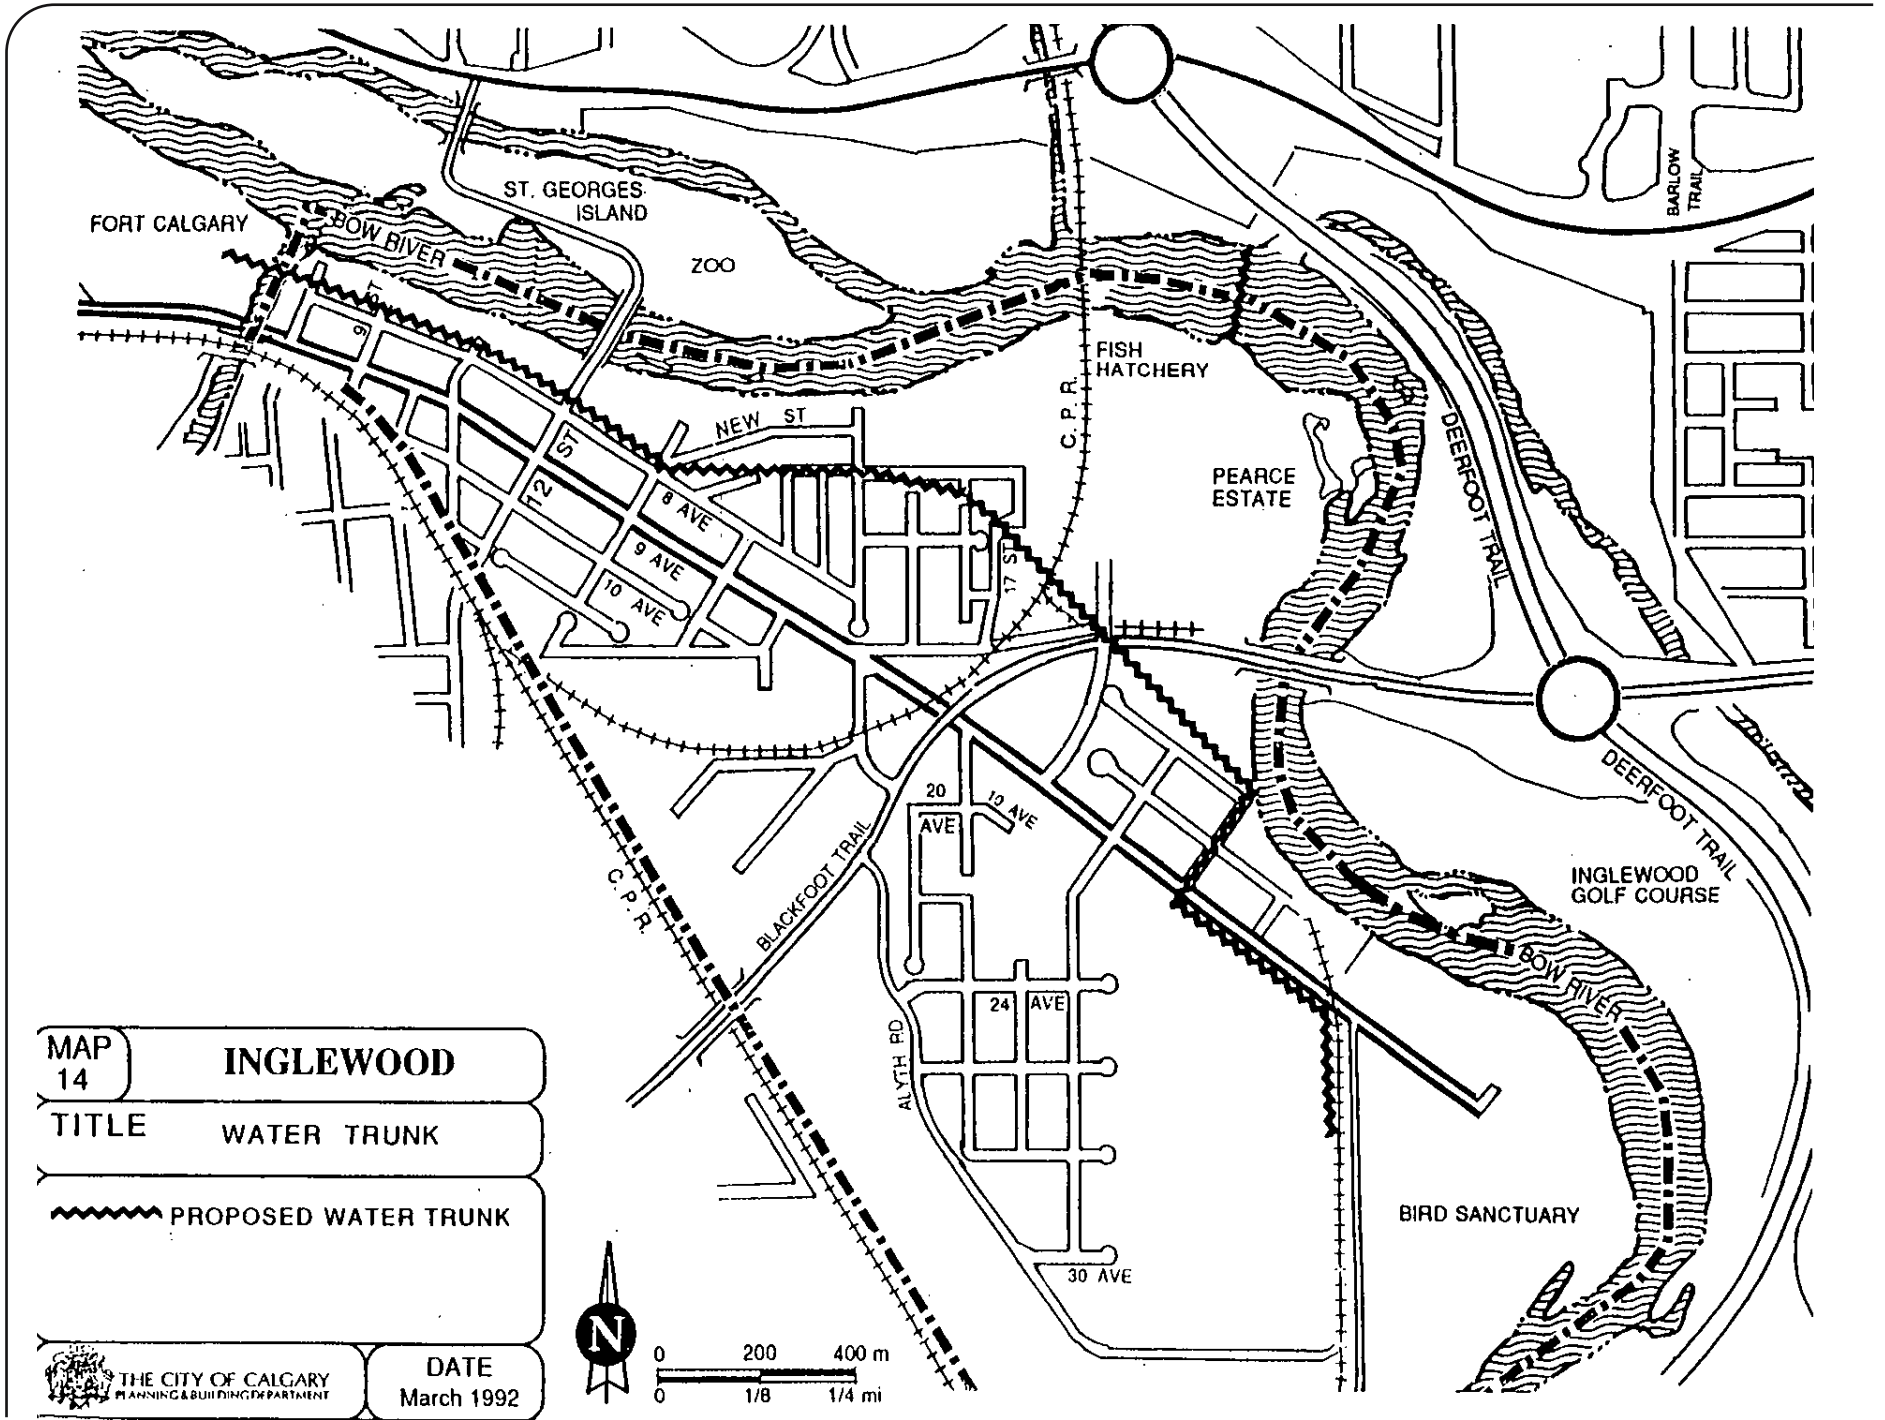 BARLOW
TRAIL
ST. GEORGES
ISLAND
FORT CALGARY
BOW RIVER
ZOO
9 ST
FISH
HATCHERY
C. P. R.
NEW ST
DEERFOOT TRAIL
PEARCE
ESTATE
12 ST
8 AVE
9 AVE
10 AVE
17 ST
DEERFOOT TRAIL
20
AVE
19 AVE
BLACKFOOT TRAIL
C. P. R.
INGLEWOOD
GOLF COURSE
BOW RIVER
24 AVE
ALYTH RD
BIRD SANCTUARY
30 AVE
MAP
14
INGLEWOOD
TITLE
WATER TRUNK
PROPOSED WATER TRUNK
THE CITY OF CALGARY
PLANNING & BUILDING DEPARTMENT
DATE
March 1992
N
0 200 400 m
0 1/8 1/4 mi